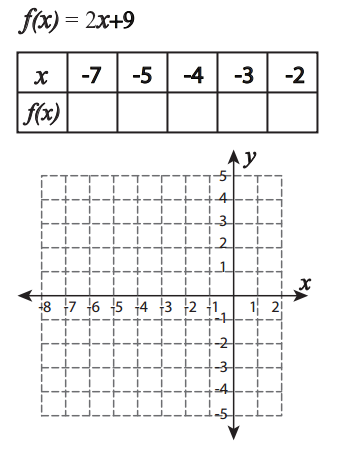 f(x) = 2x+9
x -7 -5 -4 -3 -2
f(x)
y
5
4
3
2
1
x
-8 -7 -6 -5 -4 -3 -2 -1 1 2
-1
-2
-3
-4
-5